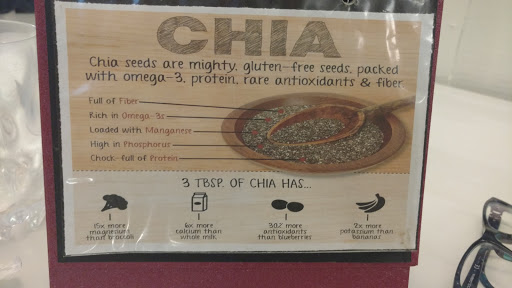 CHIA
Chia seeds are mighty, gluten-free seeds, packed
with omega-3, protein, rare antioxidants & fiber
Full of Fiber
Rich in Omega-3s
Loaded with Manganese
High in Phosphorus
Chock-full of Protein
3 TBSP. OF CHIA HAS...
15x more
magnesium
than broccoli
6x more
calcium than
whole milk
30% more
antioxidants
than blueberries
2x more
potassium than
bananas